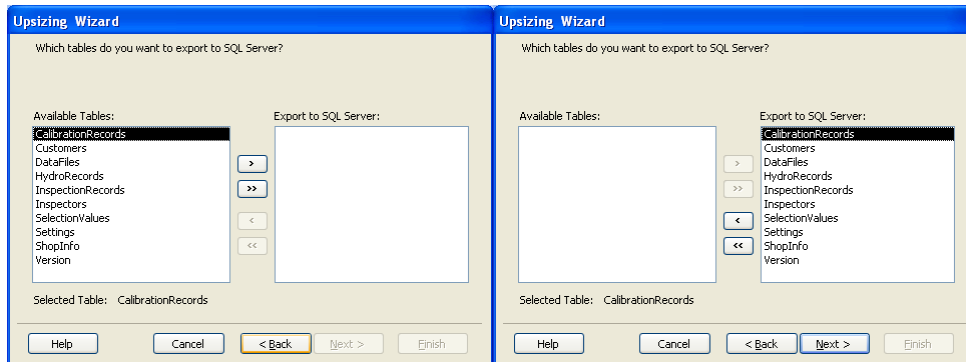 Upsizing Wizard
Which tables do you want to export to SQL Server?
Available Tables:
Export to SQL Server:
CalibrationRecords
Customers
DataFiles
HydroRecords
InspectionRecords
Inspectors
SelectionValues
Settings
ShopInfo
Version
>
>>
<
<<
Selected Table: CalibrationRecords
Help
Cancel
< Back
Next >
Finish
Upsizing Wizard
Which tables do you want to export to SQL Server?
Available Tables:
Export to SQL Server:
>
>>
<
<<
CalibrationRecords
Customers
DataFiles
HydroRecords
InspectionRecords
Inspectors
SelectionValues
Settings
ShopInfo
Version
Selected Table: CalibrationRecords
Help
Cancel
< Back
Next >
Finish